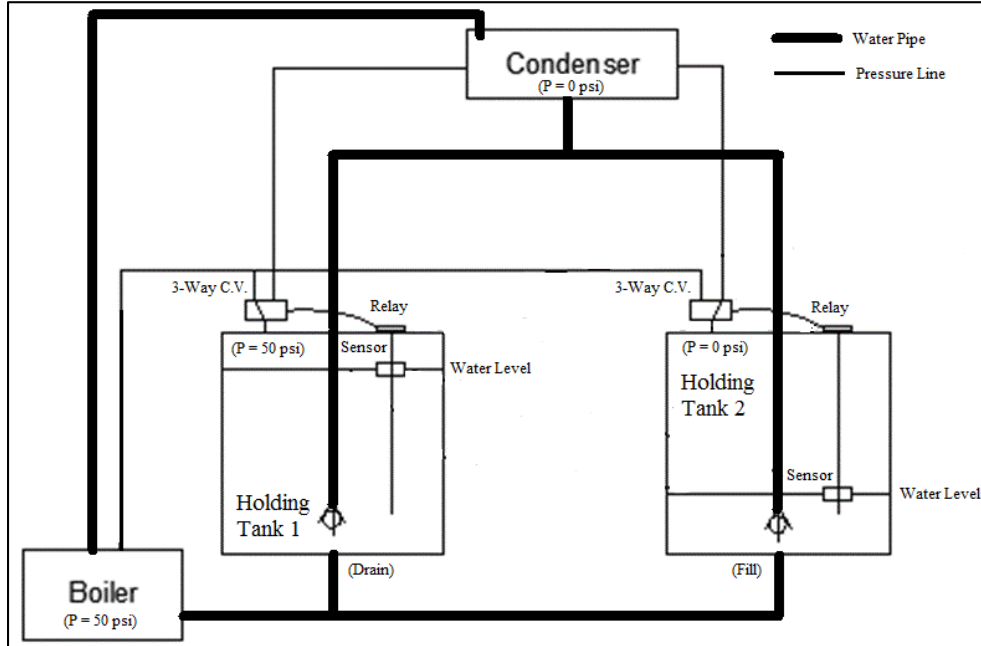 Condenser
(P = 0 psi)
Water Pipe
Pressure Line
3-Way C.V.
Relay
(P = 50 psi)
Sensor
Water Level
Holding
Tank 1
(Drain)
3-Way C.V.
Relay
(P = 0 psi)
Holding
Tank 2
Sensor
Water Level
(Fill)
Boiler
(P = 50 psi)